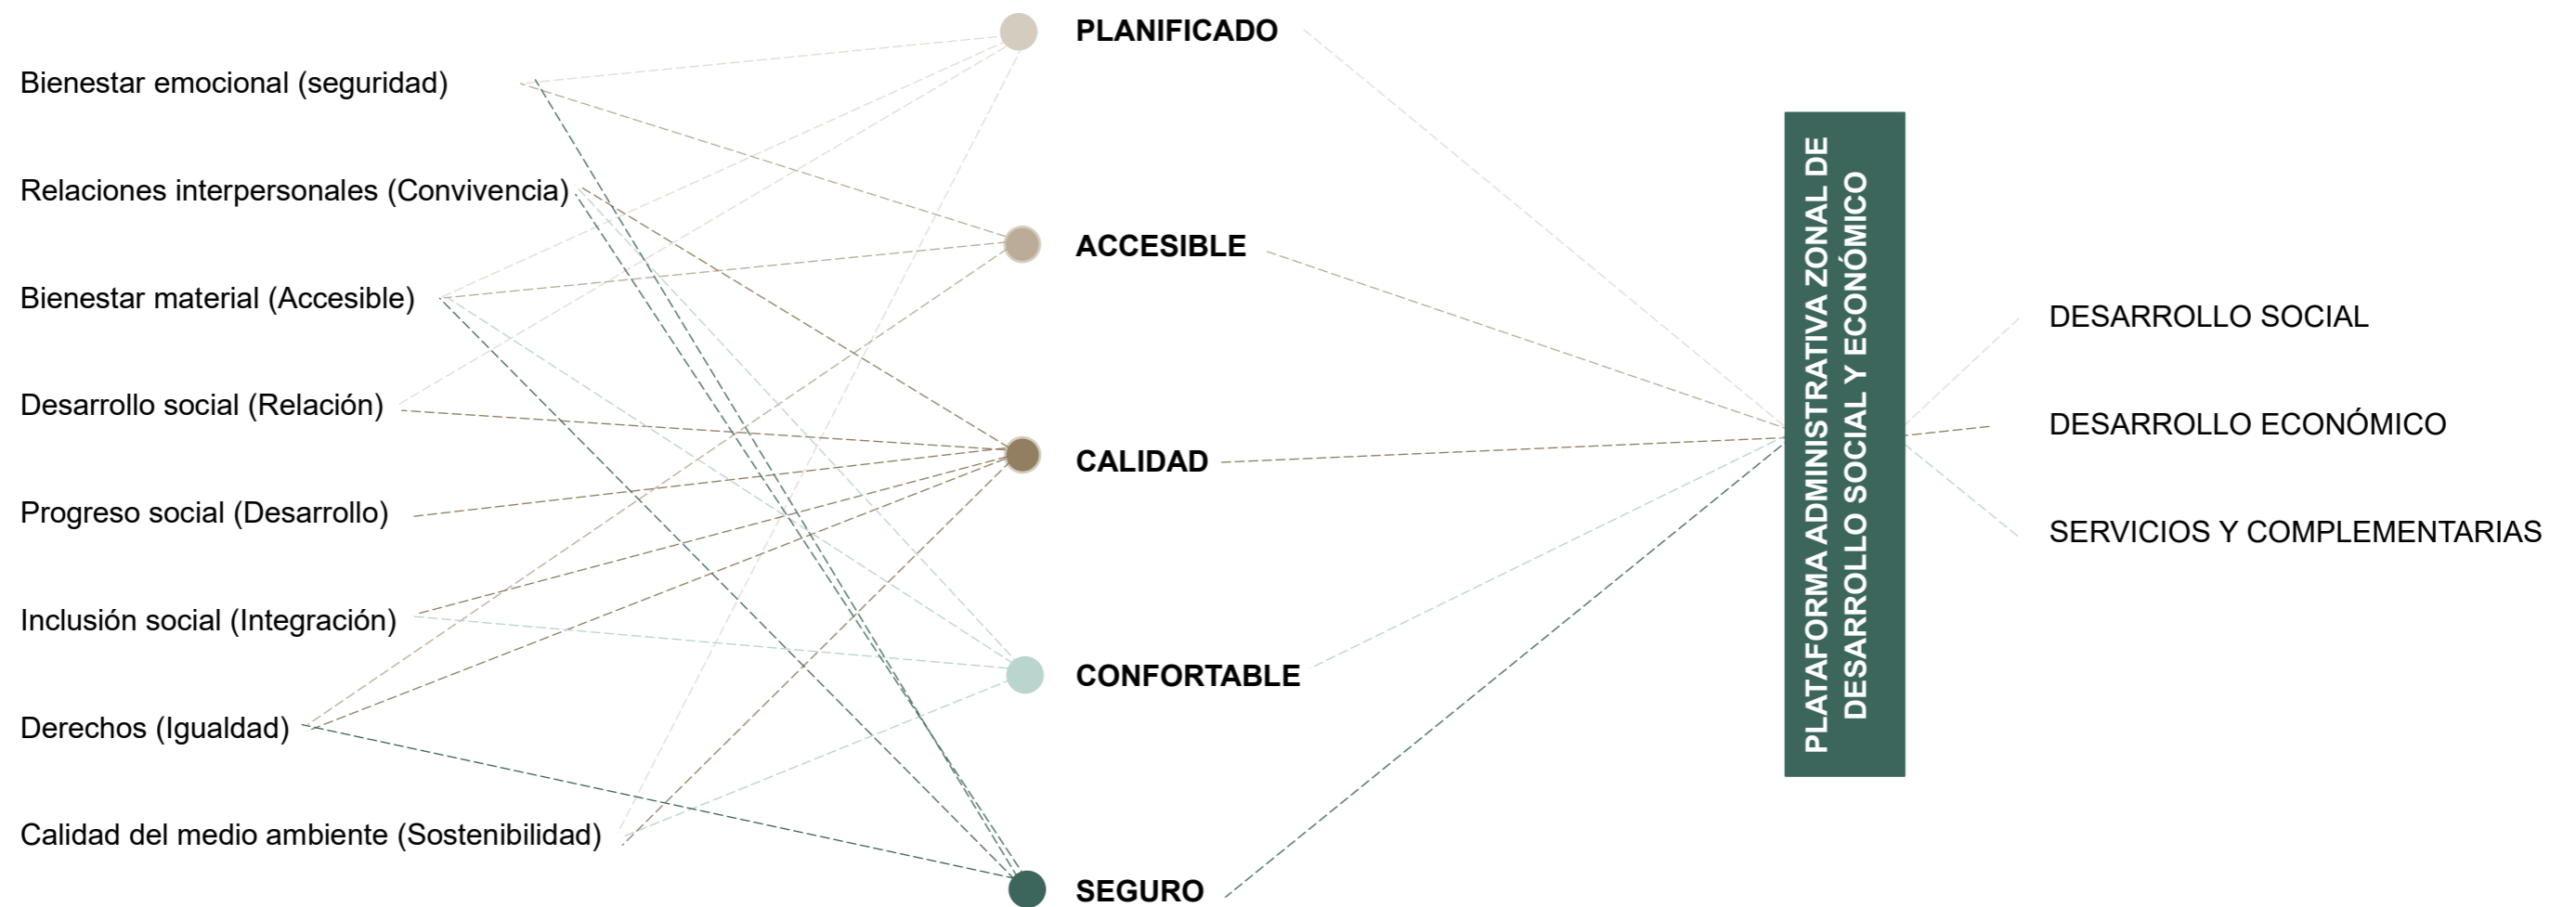 Bienestar emocional (seguridad)
Relaciones interpersonales (Convivencia)
Bienestar material (Accesible)
Desarrollo social (Relación)
Progreso social (Desarrollo)
Inclusión social (Integración)
Derechos (Igualdad)
Calidad del medio ambiente (Sostenibilidad)
PLANIFICADO
ACCESIBLE
CALIDAD
CONFORTABLE
SEGURO
PLATAFORMA ADMINISTRATIVA ZONAL DE
DESARROLLO SOCIAL Y ECONÓMICO
DESARROLLO SOCIAL
DESARROLLO ECONÓMICO
SERVICIOS Y COMPLEMENTARIAS